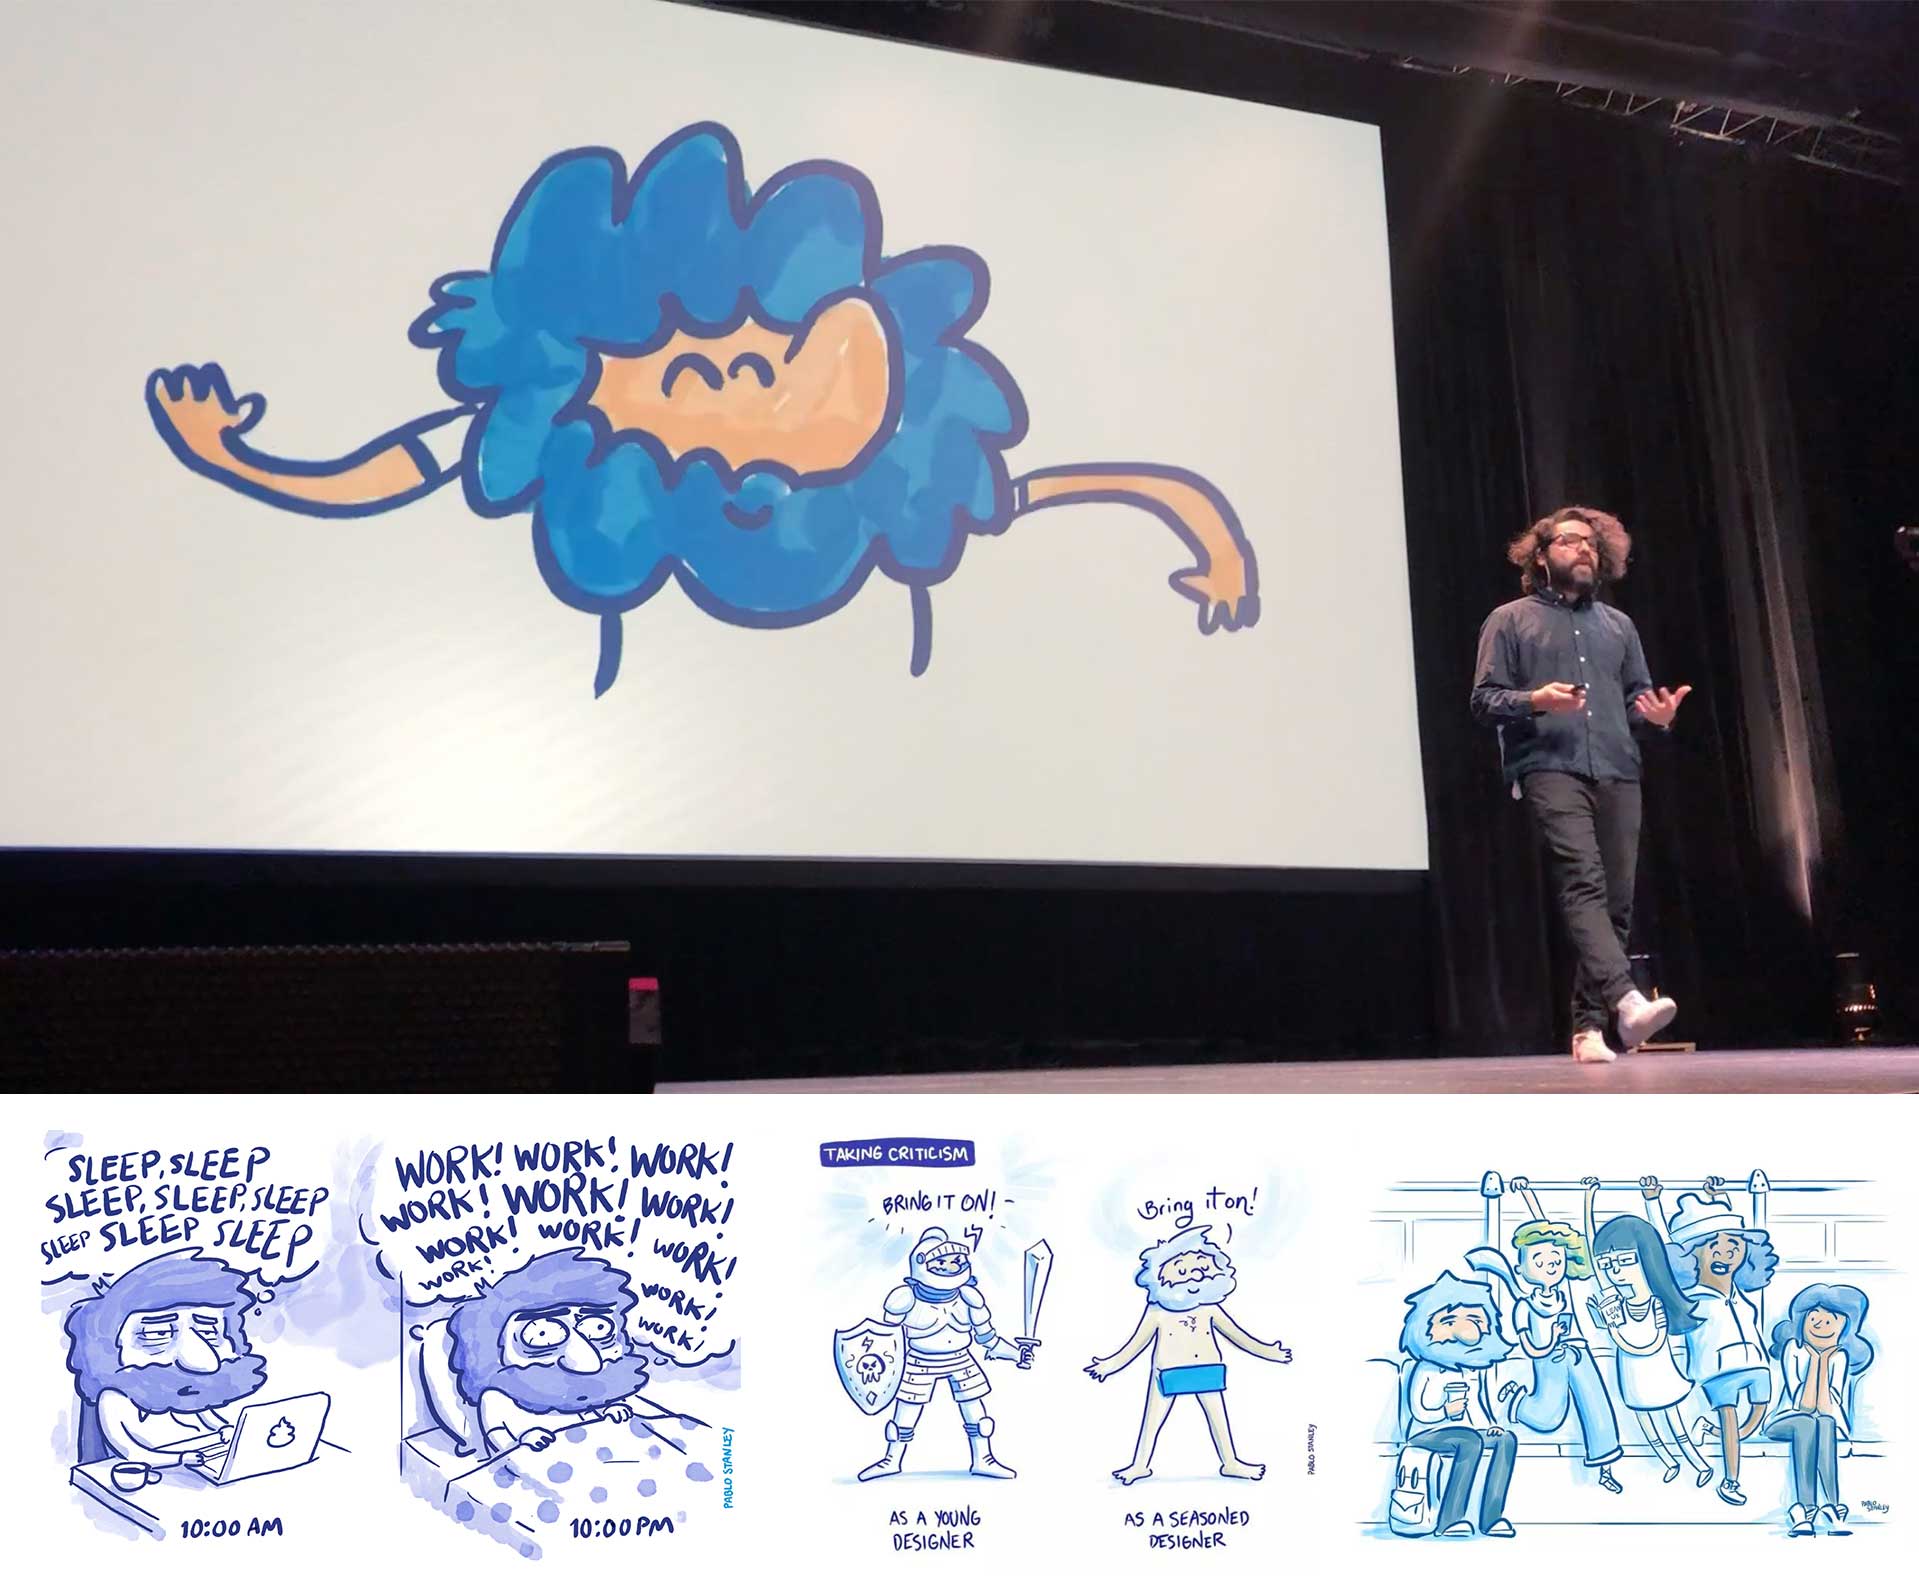 SLEEP, SLEEP
SLEEP, SLEEP, SLEEP
SLEEP SLEEP SLEEP
10:00 AM
WORK! WORK! WORK!
WORK! WORK! WORK!
WORK! WORK! WORK!
WORK!
WORK!
WORK!
10:00 PM
PABLO STANLEY
TAKING CRITICISM
BRING IT ON!
AS A YOUNG
DESIGNER
Bring it on!
AS A SEASONED
DESIGNER
PABLO STANLEY
LEAN
UX
PABLO
STANLEY